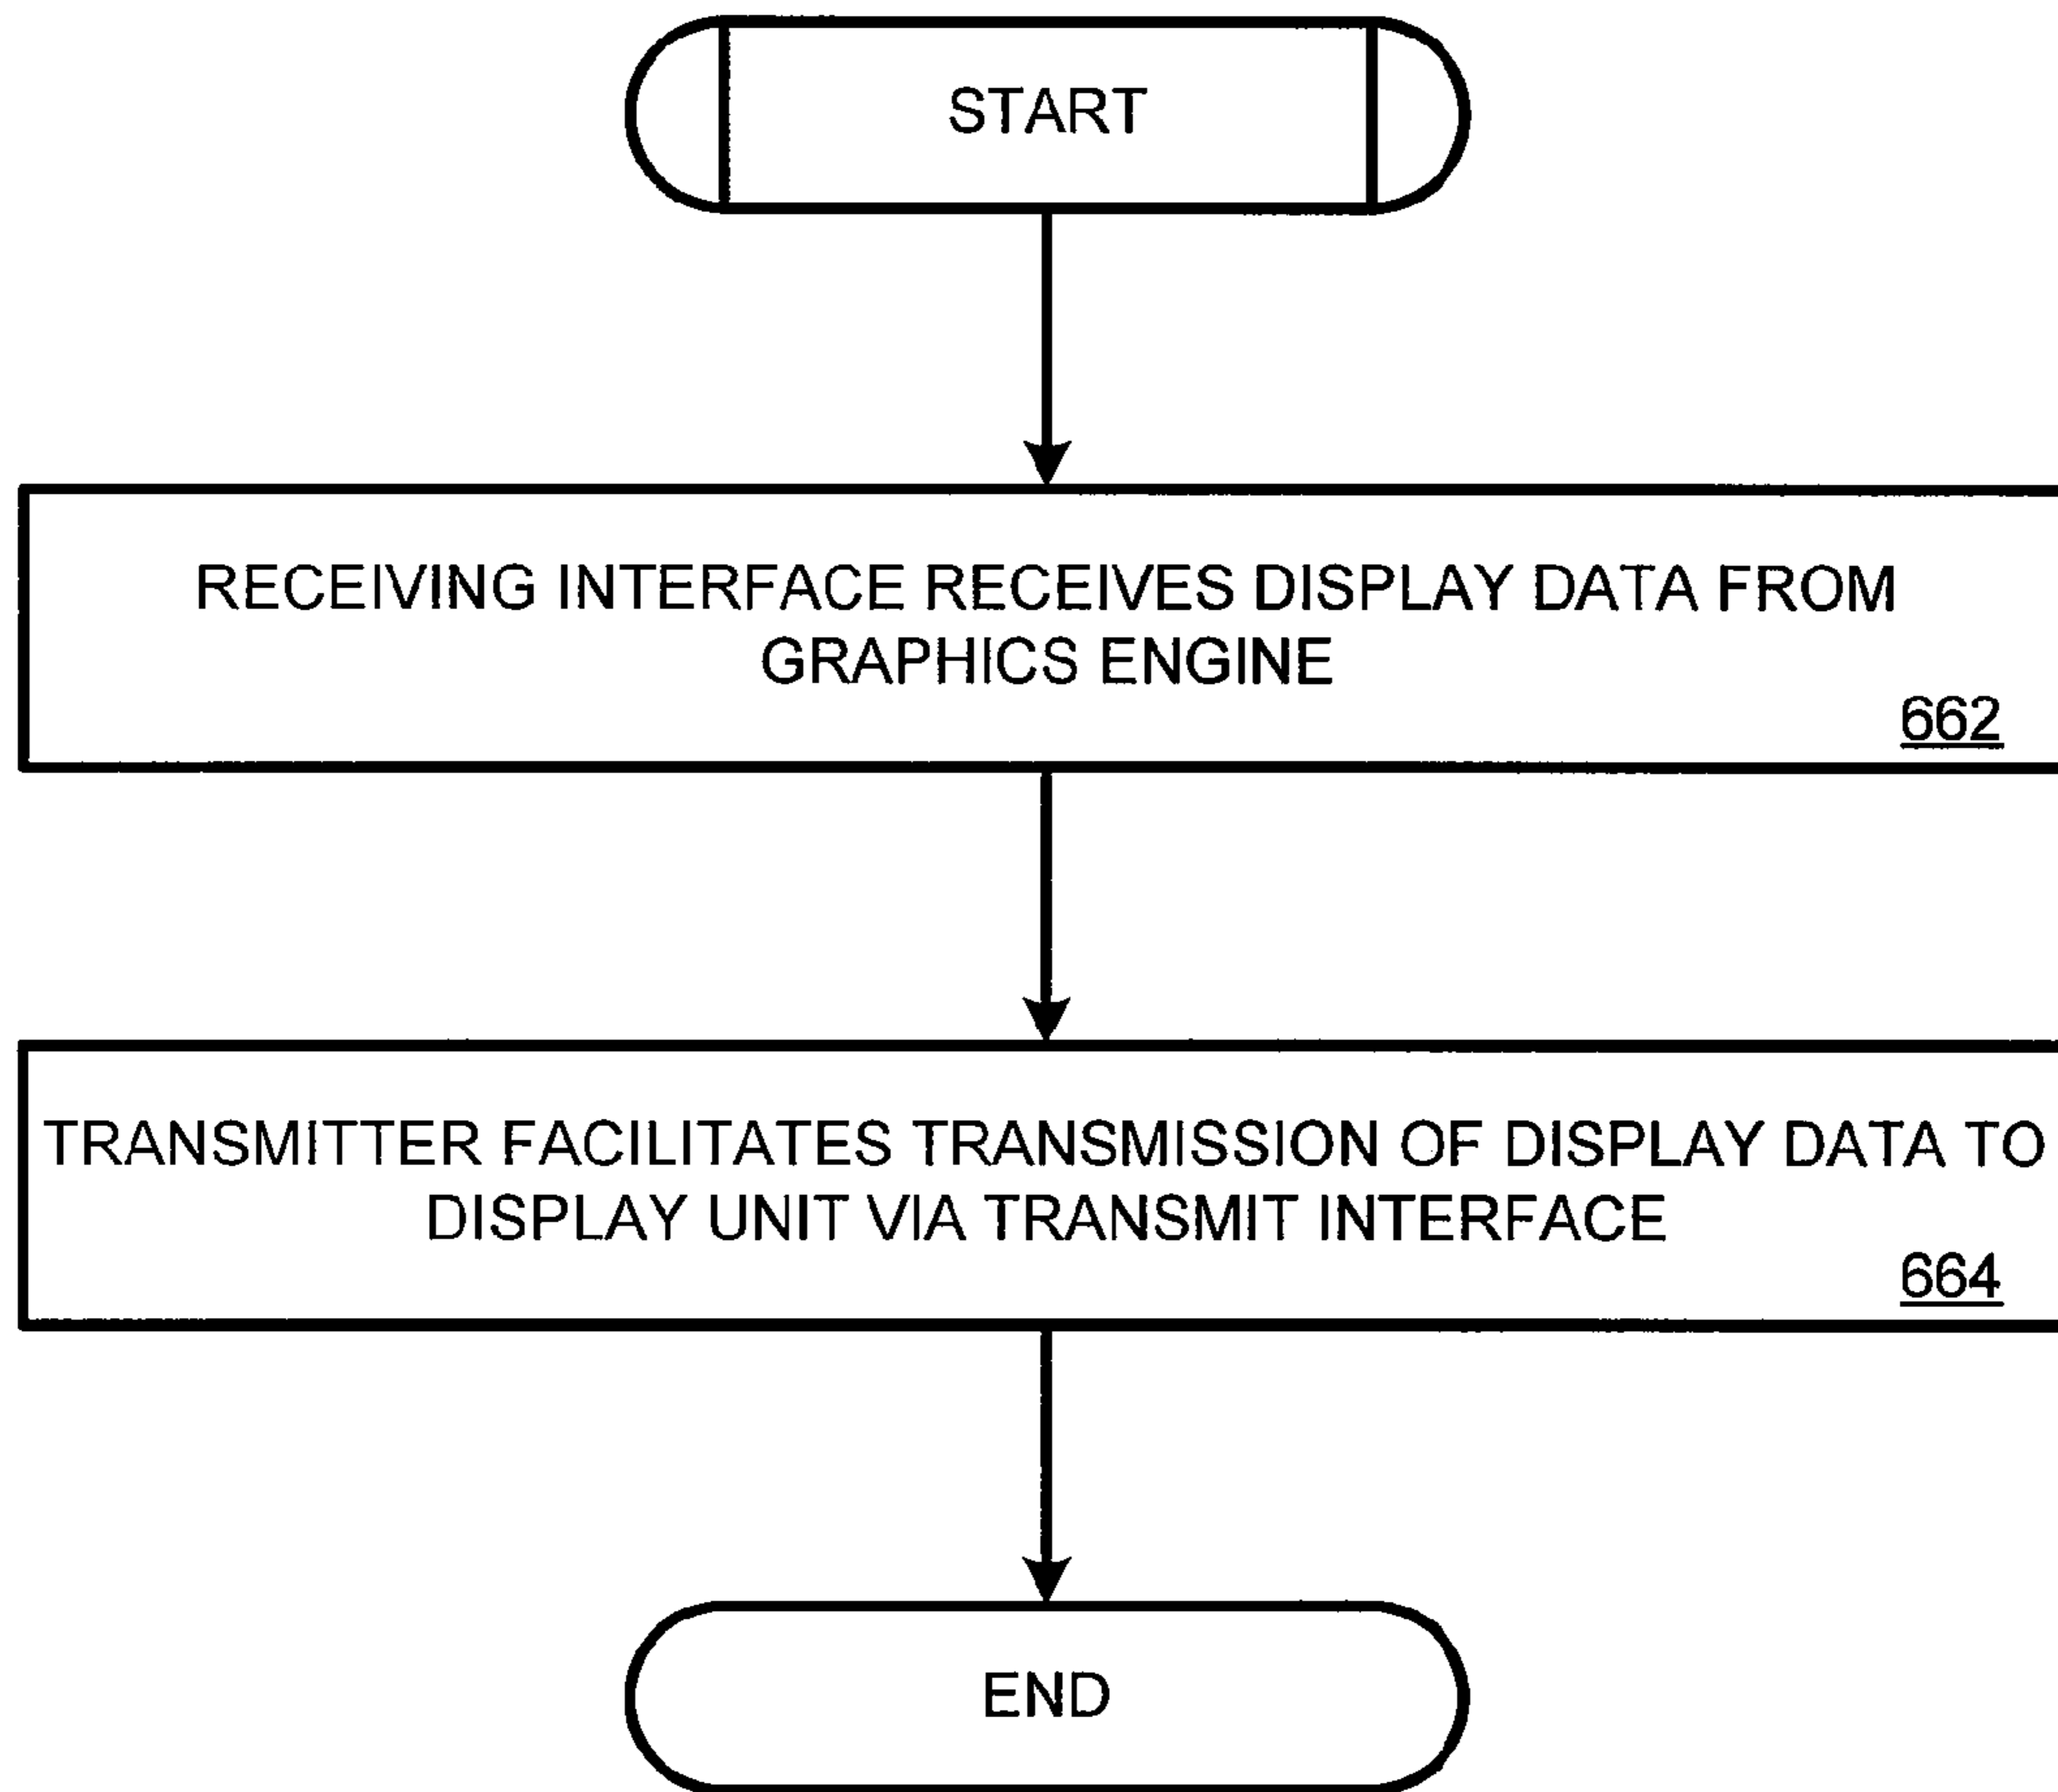 START
RECEIVING INTERFACE RECEIVES DISPLAY DATA FROM
GRAPHICS ENGINE
662
TRANSMITTER FACILITATES TRANSMISSION OF DISPLAY DATA TO
DISPLAY UNIT VIA TRANSMIT INTERFACE
664
END